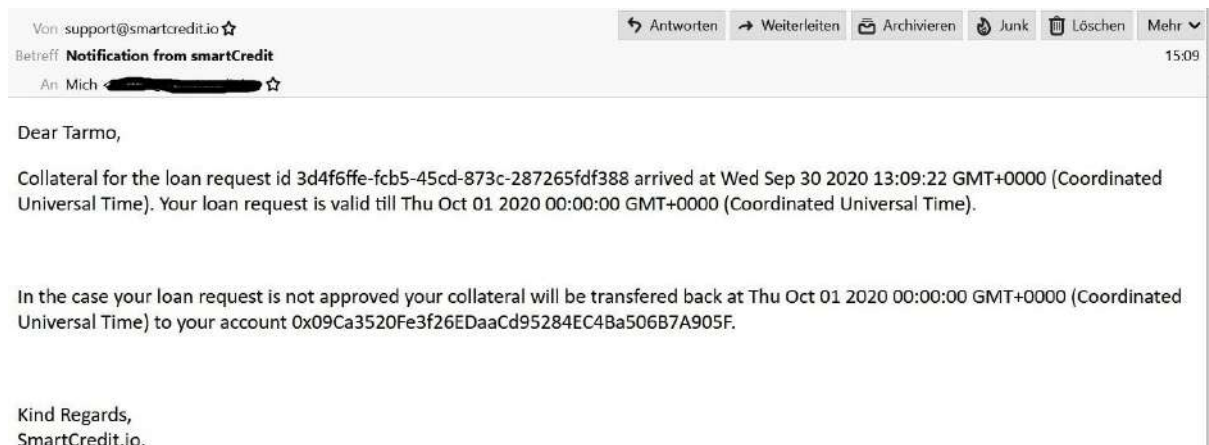 Von support@smartcredit.io
Antworten Weiterleiten Archivieren Junk Löschen Mehr
Betreff Notification from smartCredit
15:09
An Mich
Dear Tarmo,
Collateral for the loan request id 3d4f6ffe-fcb5-45cd-873c-287265fdf388 arrived at Wed Sep 30 2020 13:09:22 GMT+0000 (Coordinated
Universal Time). Your loan request is valid till Thu Oct 01 2020 00:00:00 GMT+0000 (Coordinated Universal Time).
In the case your loan request is not approved your collateral will be transfered back at Thu Oct 01 2020 00:00:00 GMT+0000 (Coordinated
Universal Time) to your account 0x09Ca3520Fe3f26EDaaCd95284EC4Ba506B7A905F.
Kind Regards,
SmartCredit.io.